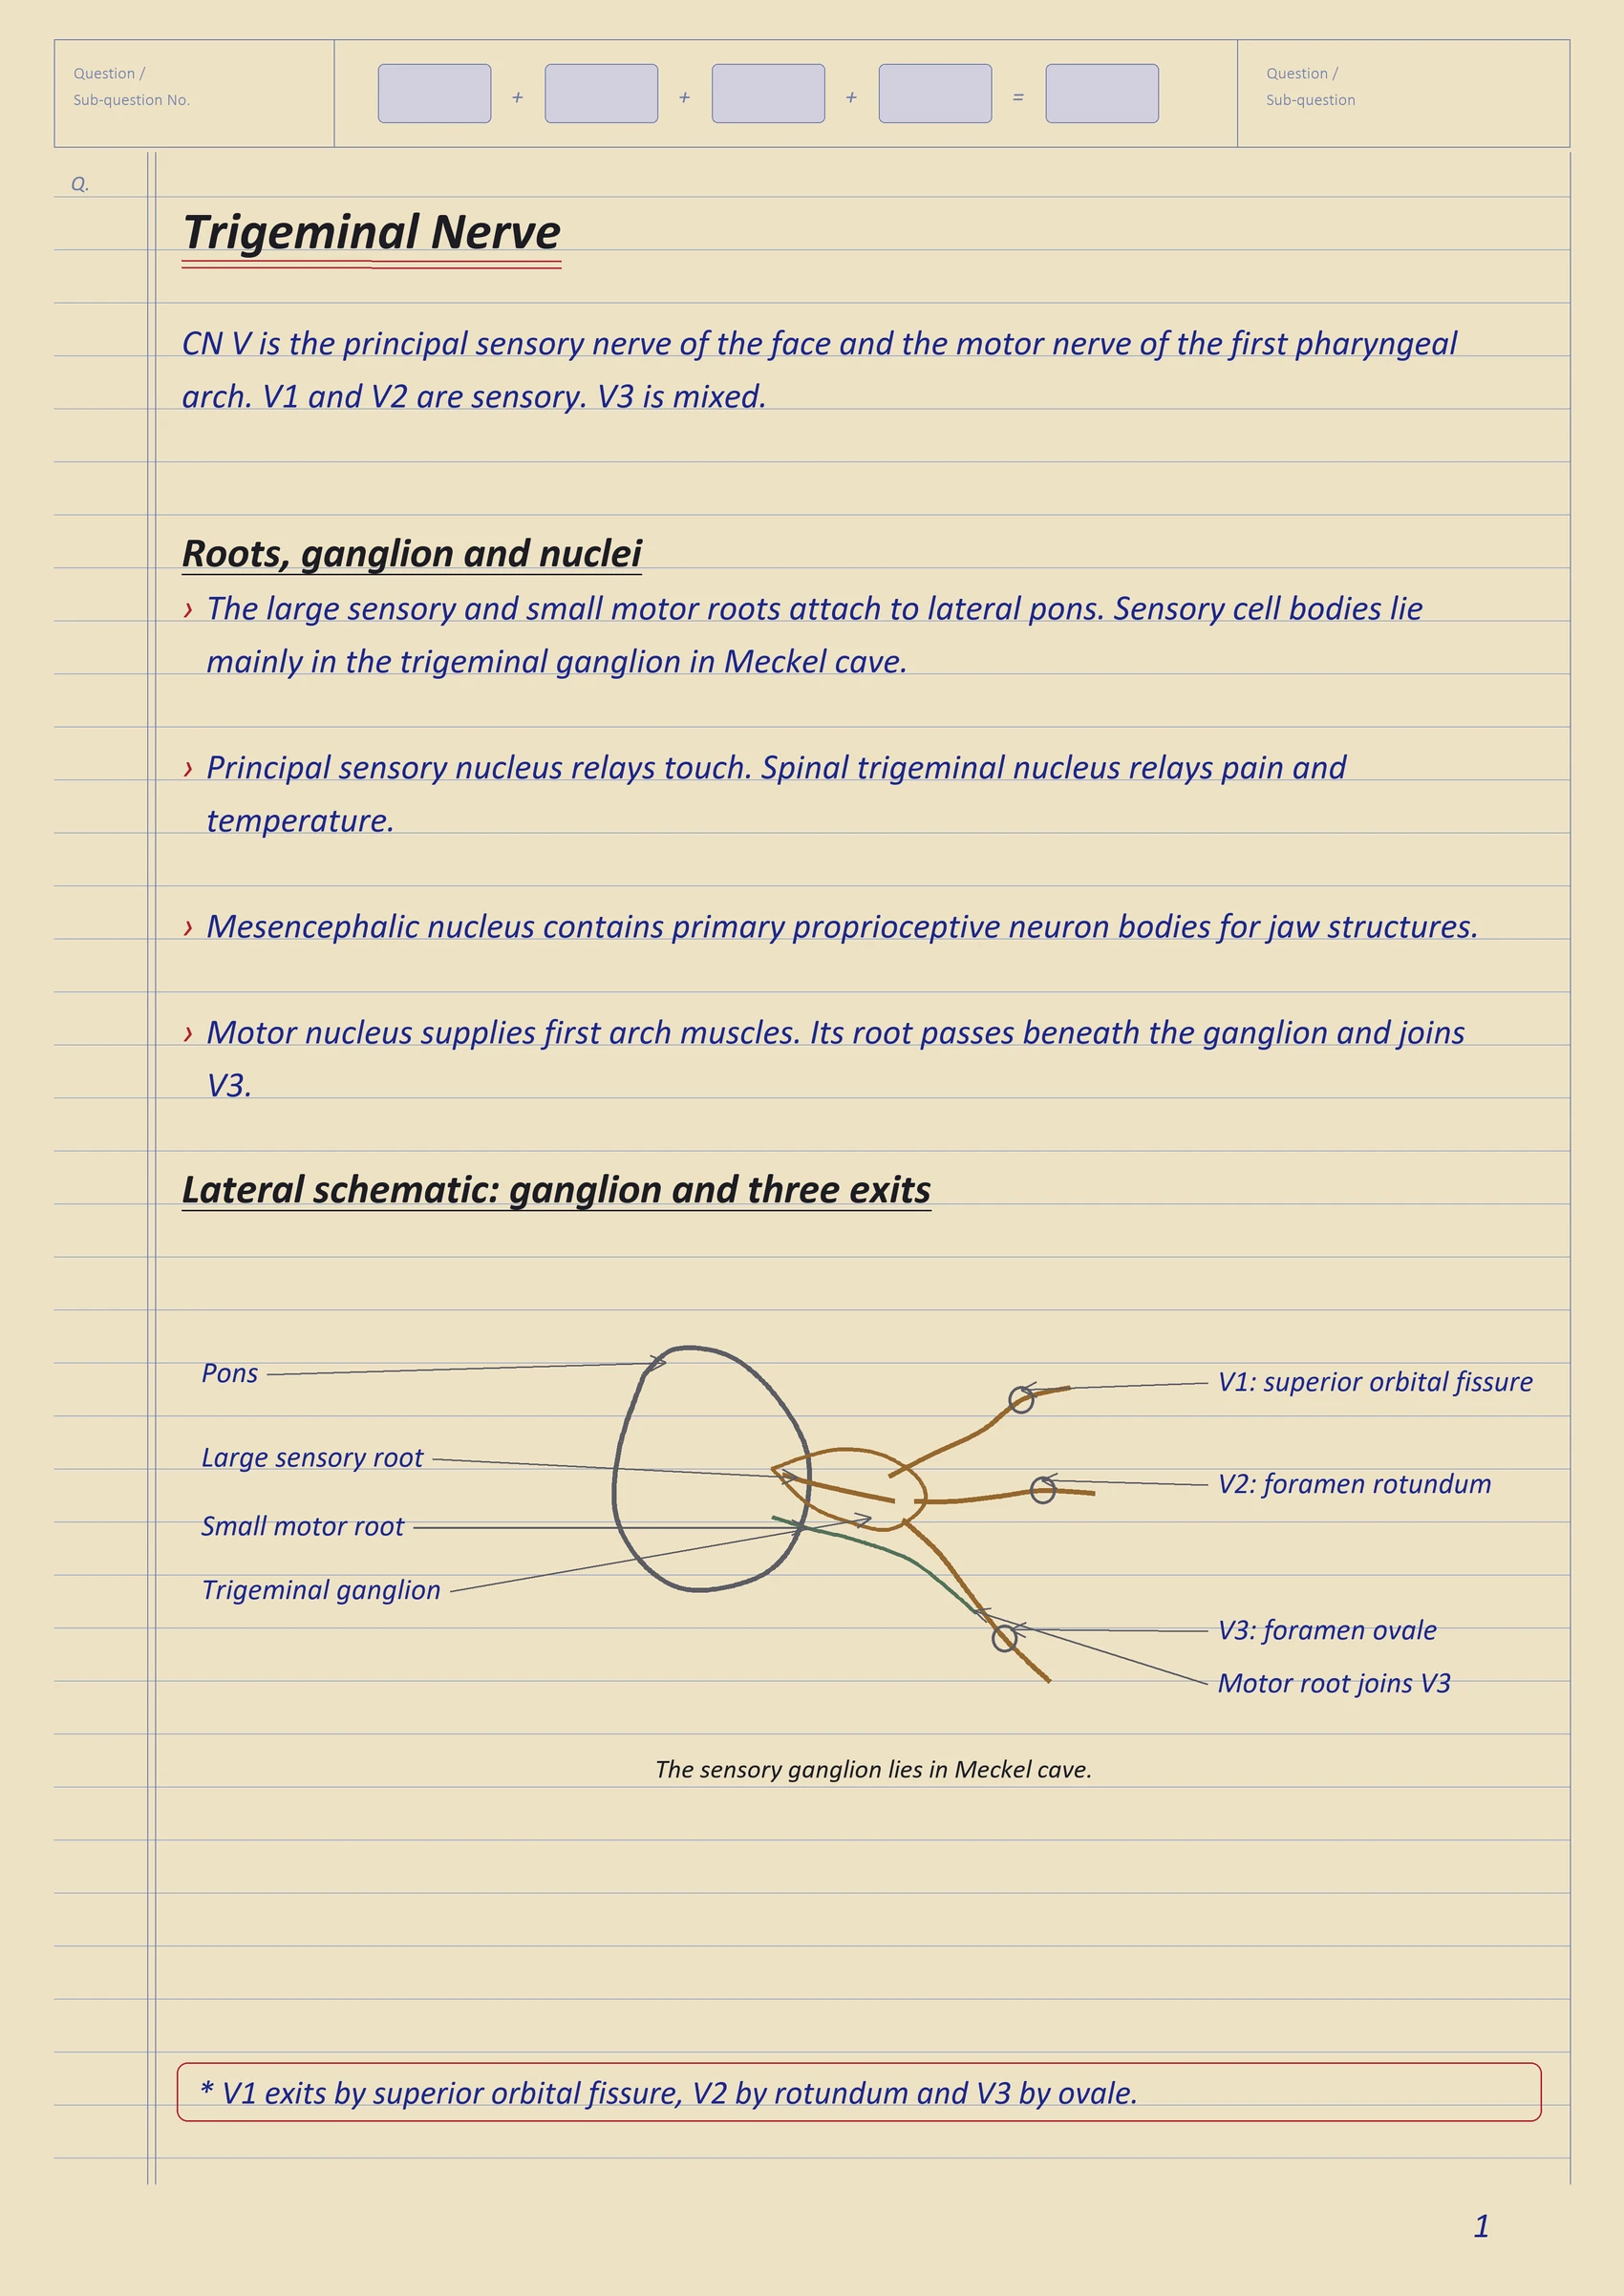 Question /
Sub-question No.
+ + + =
Question /
Sub-question
Q.
Trigeminal Nerve
CN V is the principal sensory nerve of the face and the motor nerve of the first pharyngeal
arch. V1 and V2 are sensory. V3 is mixed.
Roots, ganglion and nuclei
› The large sensory and small motor roots attach to lateral pons. Sensory cell bodies lie
mainly in the trigeminal ganglion in Meckel cave.
› Principal sensory nucleus relays touch. Spinal trigeminal nucleus relays pain and
temperature.
› Mesencephalic nucleus contains primary proprioceptive neuron bodies for jaw structures.
› Motor nucleus supplies first arch muscles. Its root passes beneath the ganglion and joins
V3.
Lateral schematic: ganglion and three exits
Pons
Large sensory root
Small motor root
Trigeminal ganglion
V1: superior orbital fissure
V2: foramen rotundum
V3: foramen ovale
Motor root joins V3
The sensory ganglion lies in Meckel cave.
* V1 exits by superior orbital fissure, V2 by rotundum and V3 by ovale.
1